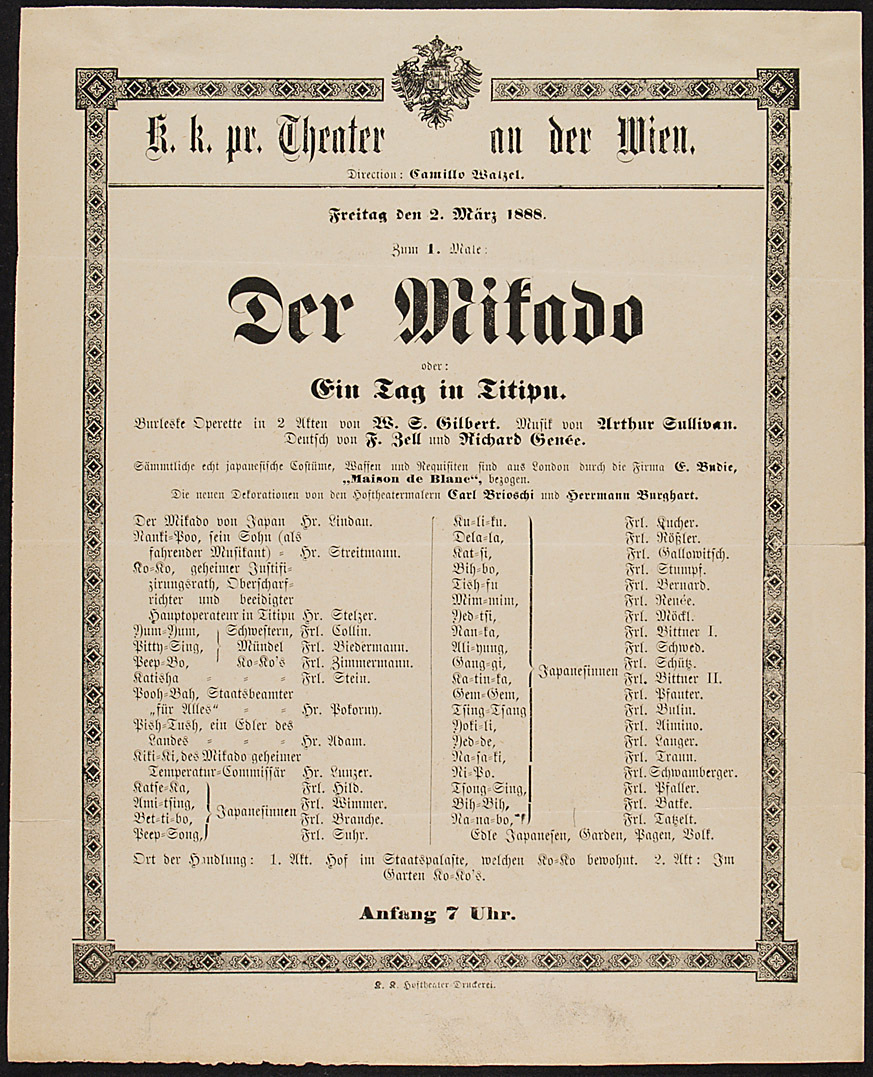 K. k. pr. Theater an der Wien.
Direction: Camillo Walzel.
Freitag den 2. März 1888.
Zum 1. Male:
Der Mikado
oder:
Ein Tag in Titipu.
Burleske Operette in 2 Akten von W. S. Gilbert. Musik von Arthur Sullivan.
Deutsch von F. Zell und Richard Genée.
Sämmtliche echt japanesische Costüme, Waffen und Requisiten sind aus London durch die Firma E. Budie,
„Maison de Blanc“, bezogen.
Die neuen Dekorationen von den Hoftheatermalern Carl Brioschi und Herrmann Burghart.
Der Mikado von Japan Hr. Lindau.
Nanki-Poo, sein Sohn (als
fahrender Musikant) - Hr. Streitmann.
Ko-Ko, geheimer Justifi-
zirungsrath, Oberscharf-
richter und beeidigter
Hauptoperateur in Titipu Hr. Stelzer.
Yum-Yum, Schwestern, Frl. Collin.
Pitty-Sing, Mündel Frl. Biedermann.
Peep-Bo, Ko-Ko's Frl. Zimmermann.
Katisha - - - Frl. Stein.
Pooh-Bah, Staatsbeamter
„für Alles“ - - Hr. Pokorny.
Pish-Tush, ein Edler des
Landes - - - Hr. Adam.
Kiki-Ki, des Mikado geheimer
Temperatur-Commissär Hr. Lunzer.
Katse-Ka, Frl. Hild.
Ami-tsing, Frl. Wimmer.
Japanesinnen
Bet-ti-bo, Frl. Branche.
Peep-Song, Frl. Suhr.
Ku-li-ku. Frl. Kucher.
Dela-la, Frl. Rößler.
Kat-si, Frl. Gallowitsch.
Bih-bo, Frl. Stumpf.
Tish-fu Frl. Bernard.
Mim-mim, Frl. Renée.
Yed-tsi, Frl. Möckl.
Nan-ka, Frl. Bittner I.
Ali-yung, Frl. Schwed.
Gang-gi, Frl. Schütz.
Japanesinnen
Ka-tin-ka, Frl. Bittner II.
Gem-Gem, Frl. Pfanter.
Tsing-Tsang Frl. Bulin.
Yoki-li, Frl. Aimino.
Yed-de, Frl. Langer.
Na-sa-ki, Frl. Traun.
Ni-Po. Frl. Schwamberger.
Tsong-Sing, Frl. Pfaller.
Bih-Bih, Frl. Batke.
Na-na-bo, Frl. Tatzelt.
Edle Japanesen, Garden, Pagen, Volk.
Ort der Handlung: 1. Akt. Hof im Staatspalaste, welchen Ko-Ko bewohnt. 2. Akt: Im
Garten Ko-Ko's.
Anfang 7 Uhr.
K. K. Hoftheater-Druckerei.